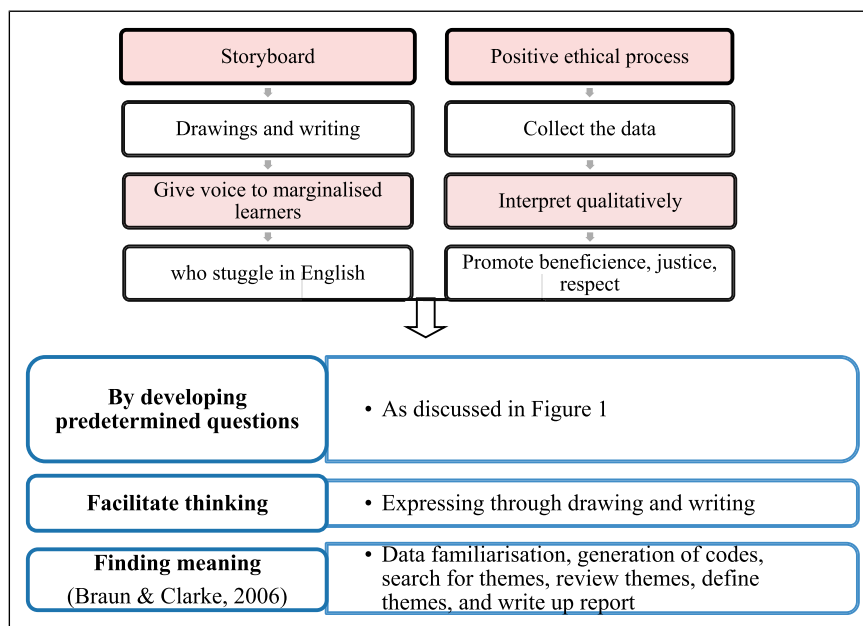 Storyboard
Drawings and writing
Give voice to marginalised
learners
who stuggle in English
Positive ethical process
Collect the data
Interpret qualitatively
Promote beneficience, justice,
respect
By developing
predetermined questions
• As discussed in Figure 1
Facilitate thinking
• Expressing through drawing and writing
Finding meaning
(Braun & Clarke, 2006)
• Data familiarisation, generation of codes,
search for themes, review themes, define
themes, and write up report